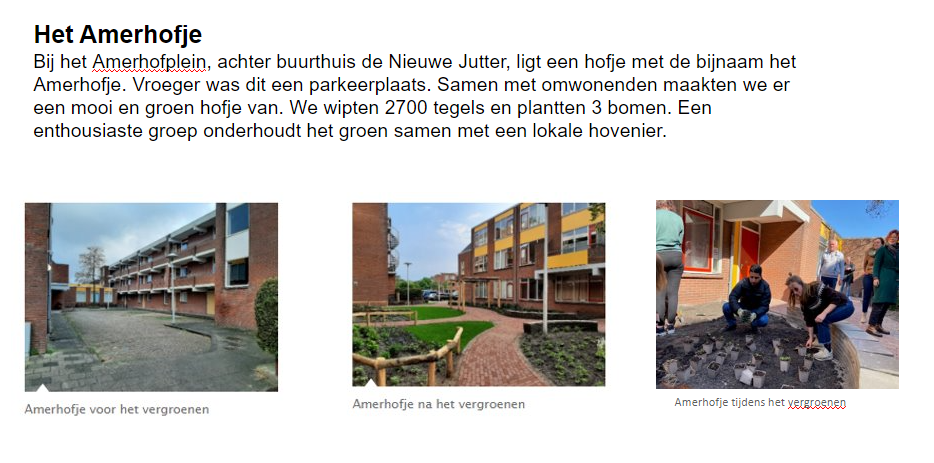 Het Amerhofje
Bij het Amerhofplein, achter buurthuis de Nieuwe Jutter, ligt een hofje met de bijnaam het
Amerhofje. Vroeger was dit een parkeerplaats. Samen met omwonenden maakten we er
een mooi en groen hofje van. We wipten 2700 tegels en plantten 3 bomen. Een
enthousiaste groep onderhoudt het groen samen met een lokale hovenier.
Amerhofje voor het vergroenen
Amerhofje na het vergroenen
Amerhofje tijdens het vergroenen